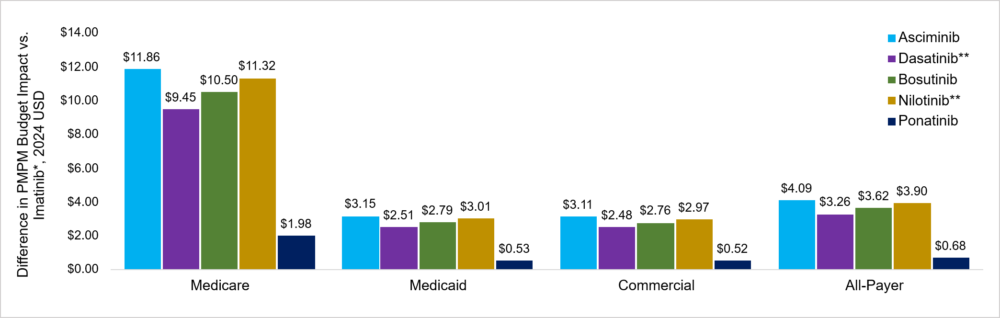 Difference in PMPM Budget Impact vs.
Imatinib*, 2024 USD
$14.00
$12.00
$10.00
$8.00
$6.00
$4.00
$2.00
$0.00
$11.86
$9.45
$10.50
$11.32
$1.98
$3.15
$2.51
$2.79
$3.01
$0.53
$3.11
$2.48
$2.76
$2.97
$0.52
$4.09
$3.26
$3.62
$3.90
$0.68
Medicare
Medicaid
Commercial
All-Payer
Asciminib
Dasatinib**
Bosutinib
Nilotinib**
Ponatinib